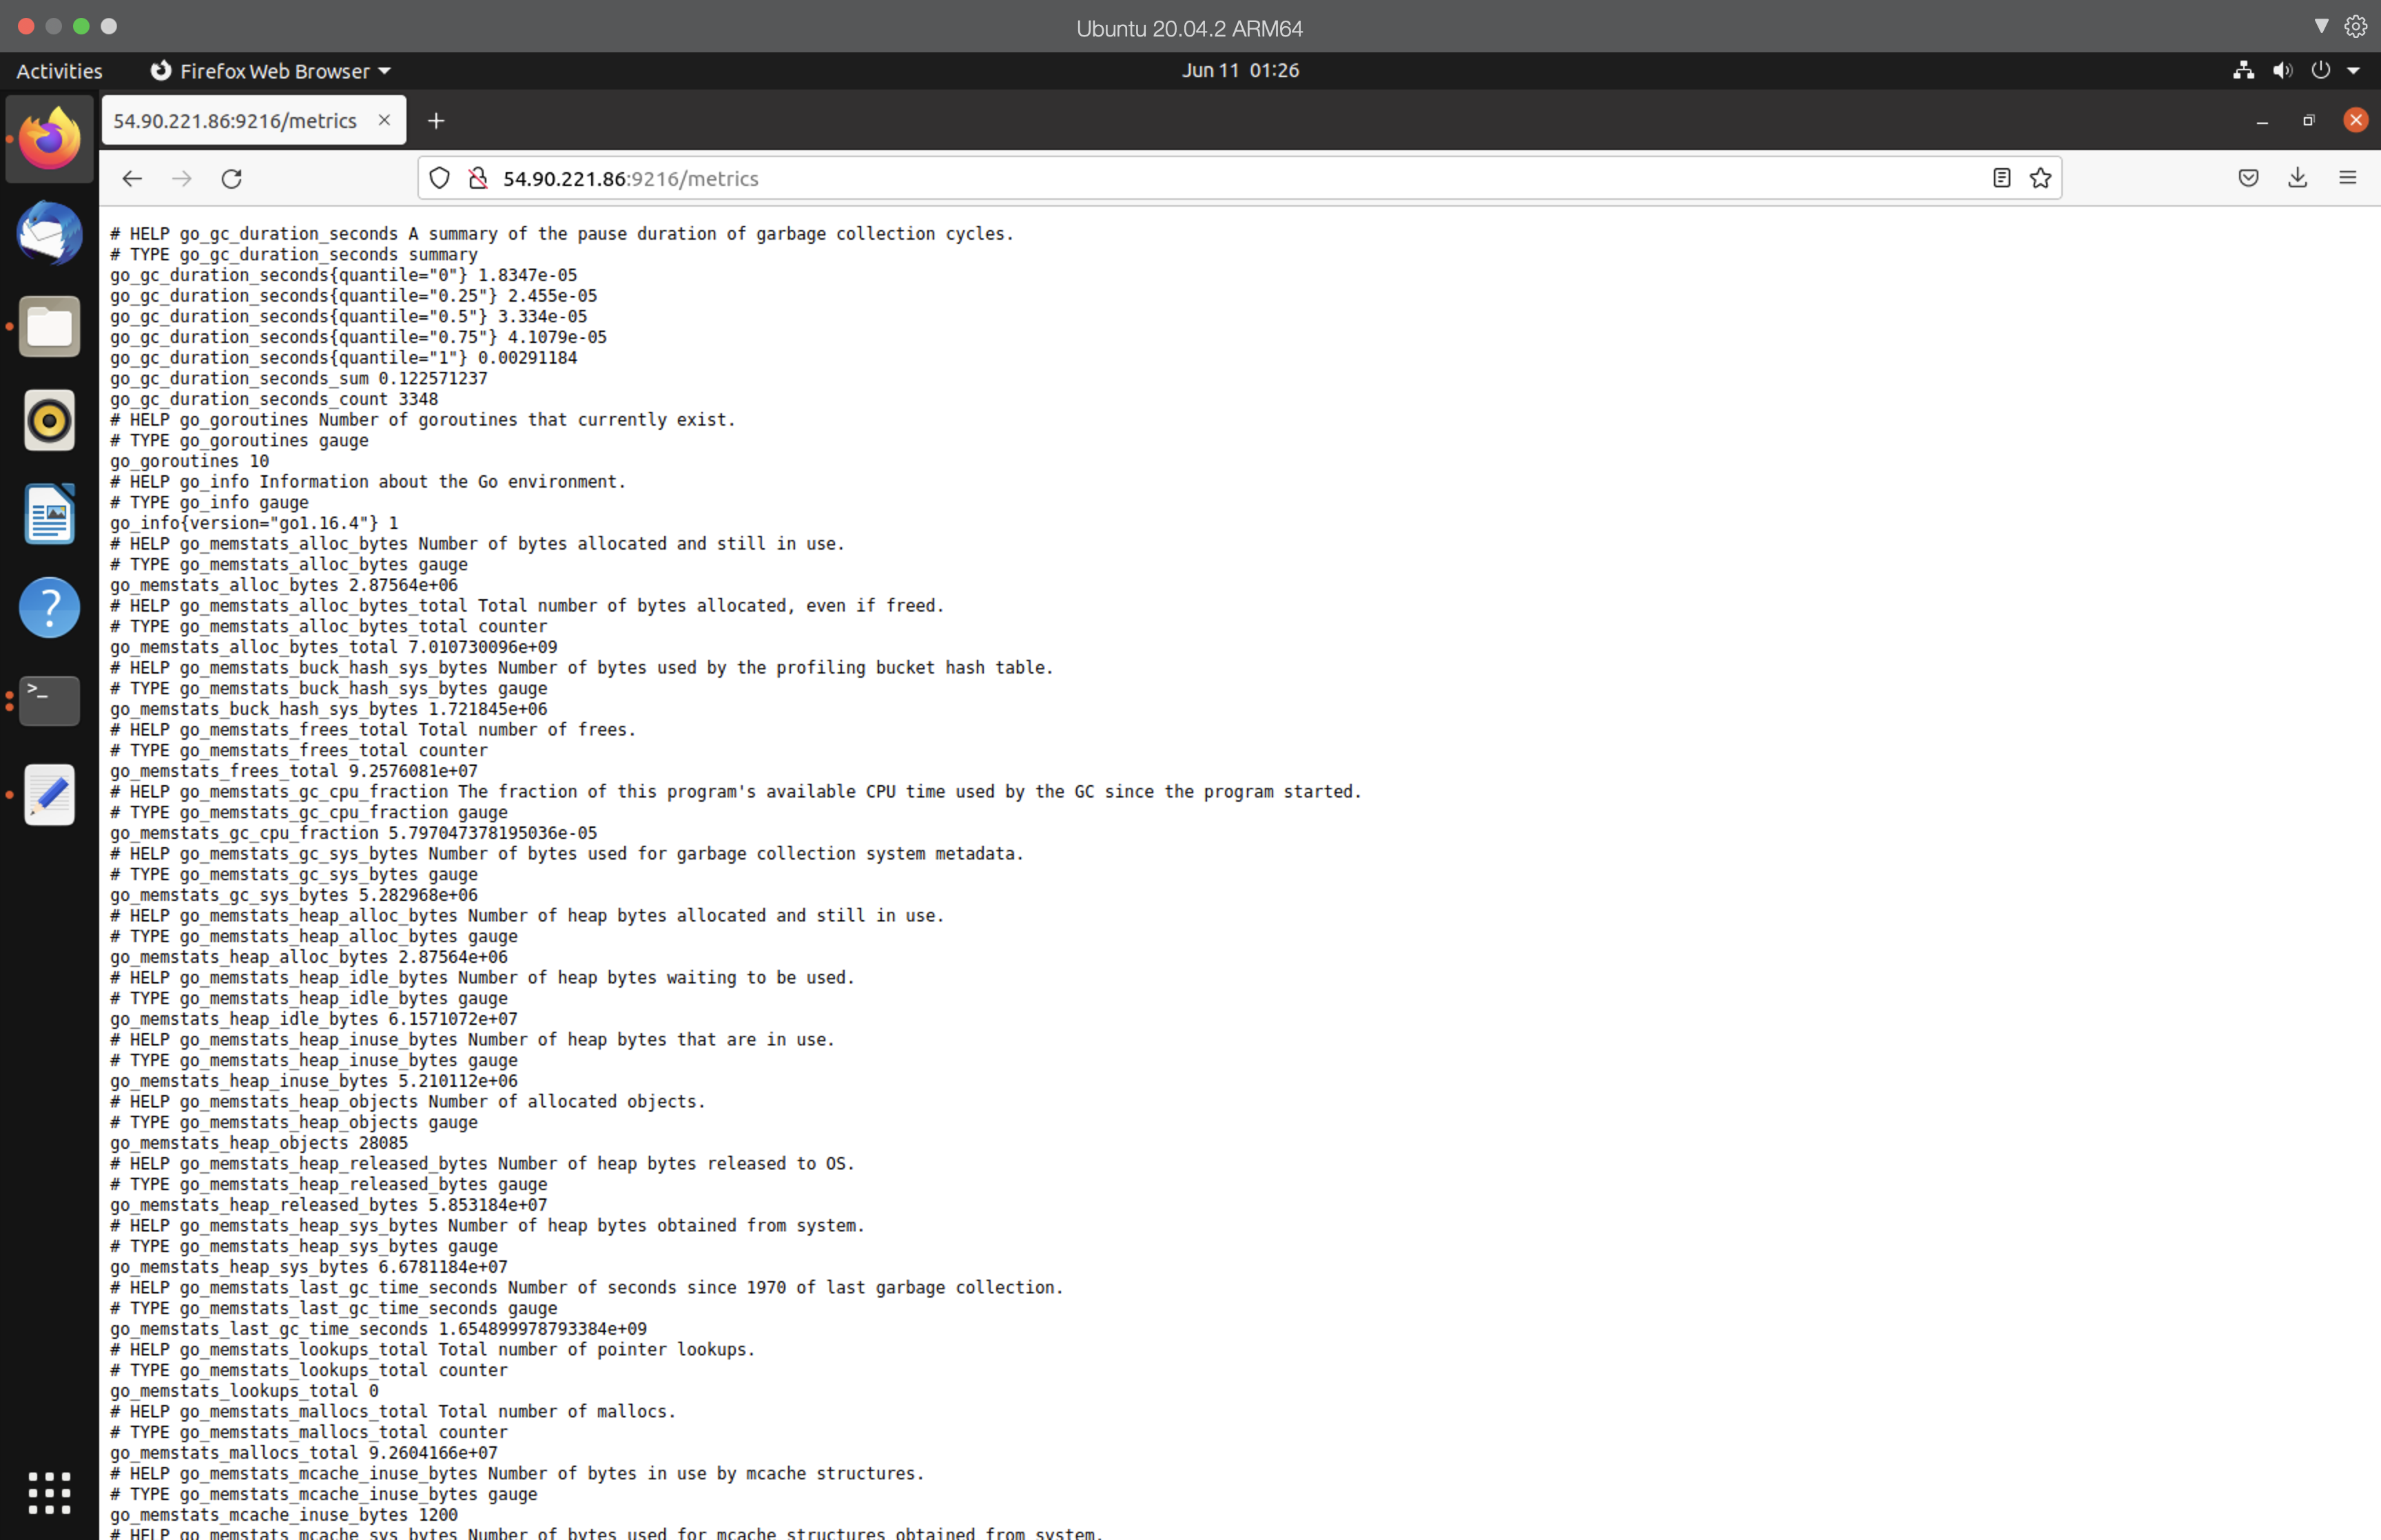 Ubuntu 20.04.2 ARM64
Activities
Firefox Web Browser
Jun 11 01:26
54.90.221.86:9216/metrics
54.90.221.86:9216/metrics
# HELP go_gc_duration_seconds A summary of the pause duration of garbage collection cycles.
# TYPE go_gc_duration_seconds summary
go_gc_duration_seconds{quantile="0"} 1.8347e-05
go_gc_duration_seconds{quantile="0.25"} 2.455e-05
go_gc_duration_seconds{quantile="0.5"} 3.334e-05
go_gc_duration_seconds{quantile="0.75"} 4.1079e-05
go_gc_duration_seconds{quantile="1"} 0.00291184
go_gc_duration_seconds_sum 0.122571237
go_gc_duration_seconds_count 3348
# HELP go_goroutines Number of goroutines that currently exist.
# TYPE go_goroutines gauge
go_goroutines 10
# HELP go_info Information about the Go environment.
# TYPE go_info gauge
go_info{version="go1.16.4"} 1
# HELP go_memstats_alloc_bytes Number of bytes allocated and still in use.
# TYPE go_memstats_alloc_bytes gauge
go_memstats_alloc_bytes 2.87564e+06
# HELP go_memstats_alloc_bytes_total Total number of bytes allocated, even if freed.
# TYPE go_memstats_alloc_bytes_total counter
go_memstats_alloc_bytes_total 7.010730096e+09
# HELP go_memstats_buck_hash_sys_bytes Number of bytes used by the profiling bucket hash table.
# TYPE go_memstats_buck_hash_sys_bytes gauge
go_memstats_buck_hash_sys_bytes 1.721845e+06
# HELP go_memstats_frees_total Total number of frees.
# TYPE go_memstats_frees_total counter
go_memstats_frees_total 9.2576081e+07
# HELP go_memstats_gc_cpu_fraction The fraction of this program's available CPU time used by the GC since the program started.
# TYPE go_memstats_gc_cpu_fraction gauge
go_memstats_gc_cpu_fraction 5.797047378195036e-05
# HELP go_memstats_gc_sys_bytes Number of bytes used for garbage collection system metadata.
# TYPE go_memstats_gc_sys_bytes gauge
go_memstats_gc_sys_bytes 5.282968e+06
# HELP go_memstats_heap_alloc_bytes Number of heap bytes allocated and still in use.
# TYPE go_memstats_heap_alloc_bytes gauge
go_memstats_heap_alloc_bytes 2.87564e+06
# HELP go_memstats_heap_idle_bytes Number of heap bytes waiting to be used.
# TYPE go_memstats_heap_idle_bytes gauge
go_memstats_heap_idle_bytes 6.1571072e+07
# HELP go_memstats_heap_inuse_bytes Number of heap bytes that are in use.
# TYPE go_memstats_heap_inuse_bytes gauge
go_memstats_heap_inuse_bytes 5.210112e+06
# HELP go_memstats_heap_objects Number of allocated objects.
# TYPE go_memstats_heap_objects gauge
go_memstats_heap_objects 28085
# HELP go_memstats_heap_released_bytes Number of heap bytes released to OS.
# TYPE go_memstats_heap_released_bytes gauge
go_memstats_heap_released_bytes 5.853184e+07
# HELP go_memstats_heap_sys_bytes Number of heap bytes obtained from system.
# TYPE go_memstats_heap_sys_bytes gauge
go_memstats_heap_sys_bytes 6.6781184e+07
# HELP go_memstats_last_gc_time_seconds Number of seconds since 1970 of last garbage collection.
# TYPE go_memstats_last_gc_time_seconds gauge
go_memstats_last_gc_time_seconds 1.654899978793384e+09
# HELP go_memstats_lookups_total Total number of pointer lookups.
# TYPE go_memstats_lookups_total counter
go_memstats_lookups_total 0
# HELP go_memstats_mallocs_total Total number of mallocs.
# TYPE go_memstats_mallocs_total counter
go_memstats_mallocs_total 9.2604166e+07
# HELP go_memstats_mcache_inuse_bytes Number of bytes in use by mcache structures.
# TYPE go_memstats_mcache_inuse_bytes gauge
go_memstats_mcache_inuse_bytes 1200
# HELP go_memstats_mcache_sys_bytes Number of bytes used for mcache structures obtained from system.